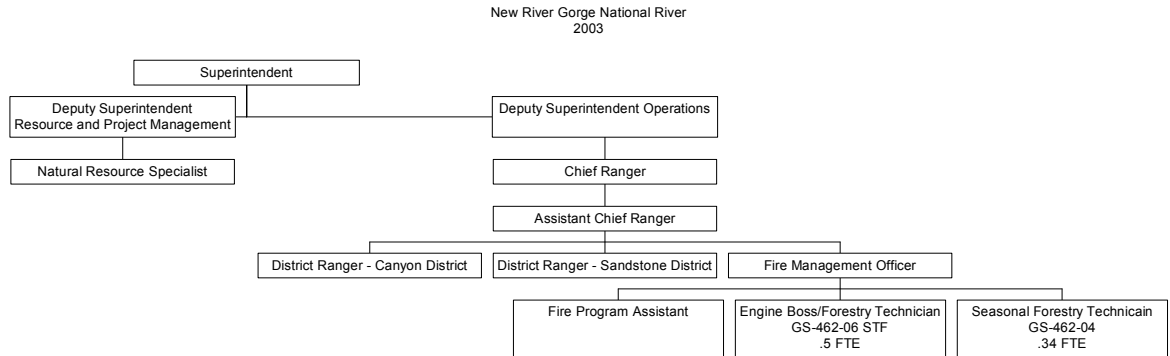 New River Gorge National River
2003
Superintendent
Deputy Superintendent
Resource and Project Management
Deputy Superintendent Operations
Natural Resource Specialist
Chief Ranger
Assistant Chief Ranger
District Ranger - Canyon District
District Ranger - Sandstone District
Fire Management Officer
Fire Program Assistant
Engine Boss/Forestry Technician
GS-462-06 STF
.5 FTE
Seasonal Forestry Technicain
GS-462-04
.34 FTE